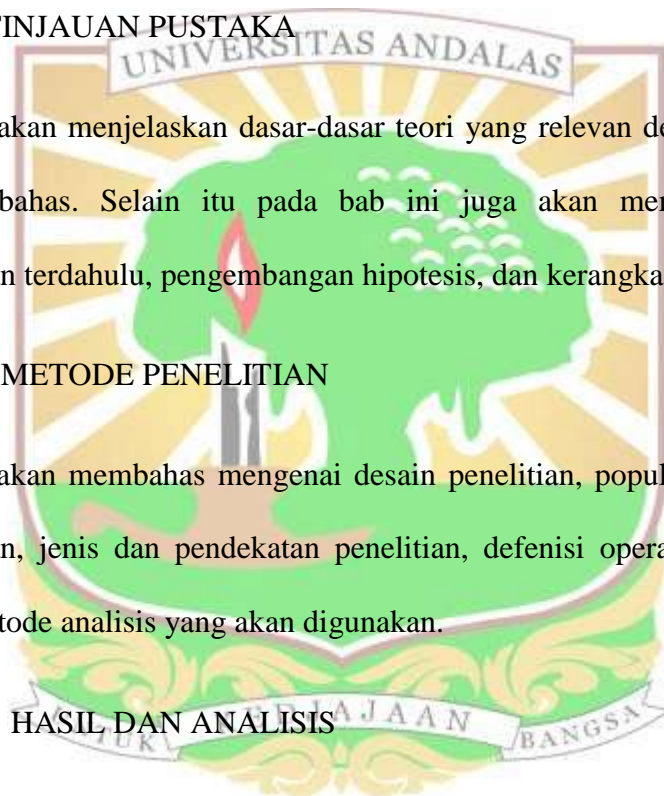 TINJAUAN PUSTAKA
UNIVERSITAS ANDALAS
akan menjelaskan dasar-dasar teori yang relevan de
bahas. Selain itu pada bab ini juga akan men
n terdahulu, pengembangan hipotesis, dan kerangka
METODE PENELITIAN
akan membahas mengenai desain penelitian, popul
n, jenis dan pendekatan penelitian, defenisi opera
tode analisis yang akan digunakan.
HASIL DAN ANALISIS
UNTUK KEDJAJAAN BANGSA